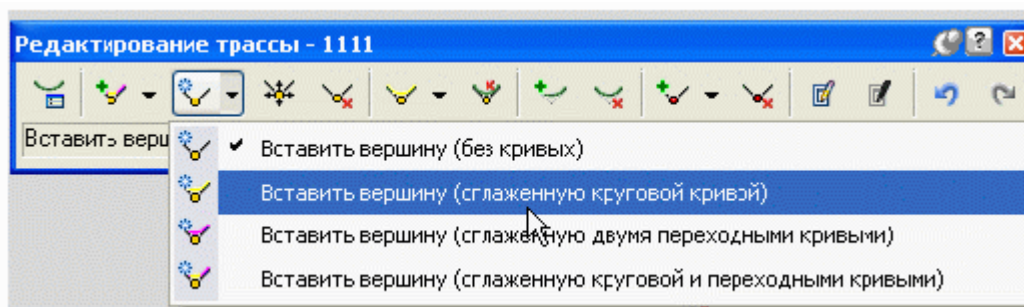 Редактирование трассы - 1111
Вставить верш
Вставить вершину (без кривых)
Вставить вершину (сглаженную круговой кривой)
Вставить вершину (сглаженную двумя переходными кривыми)
Вставить вершину (сглаженную круговой и переходными кривыми)